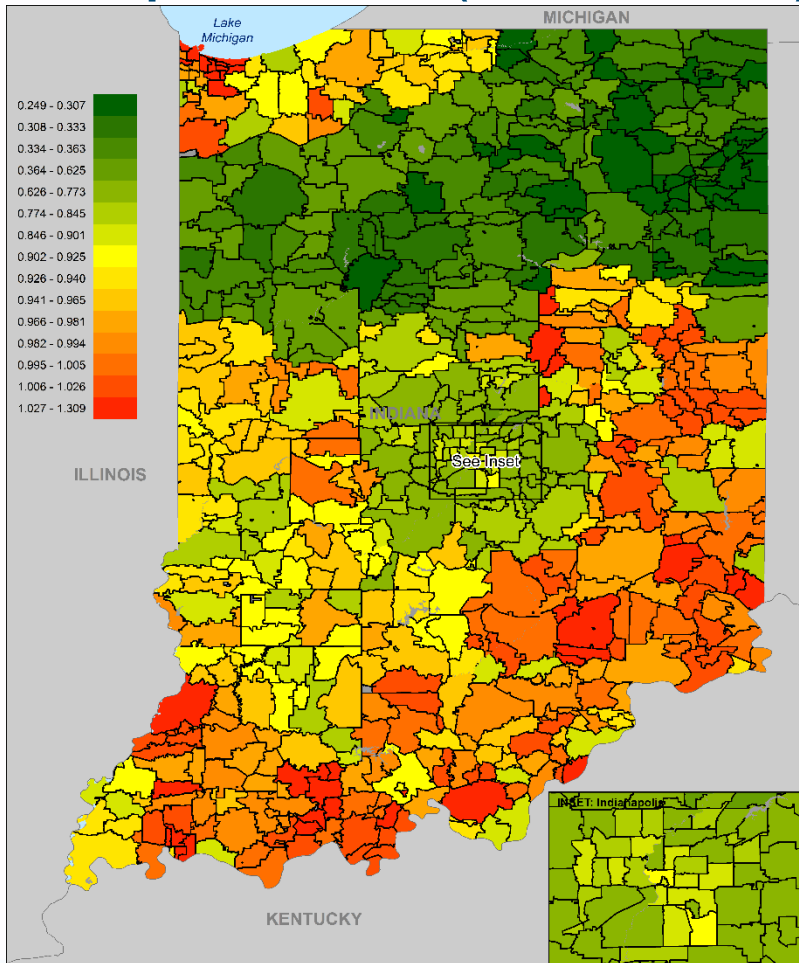 MICHIGAN
Lake
Michigan
0.249 - 0.307
0.308 - 0.333
0.334 - 0.363
0.364 - 0.625
0.626 - 0.773
0.774 - 0.845
0.846 - 0.901
0.902 - 0.925
0.926 - 0.940
0.941 - 0.965
0.966 - 0.981
0.982 - 0.994
0.995 - 1.005
1.006 - 1.026
1.027 - 1.309
INDIANA
See Inset
ILLINOIS
INSET: Indianapolis
KENTUCKY